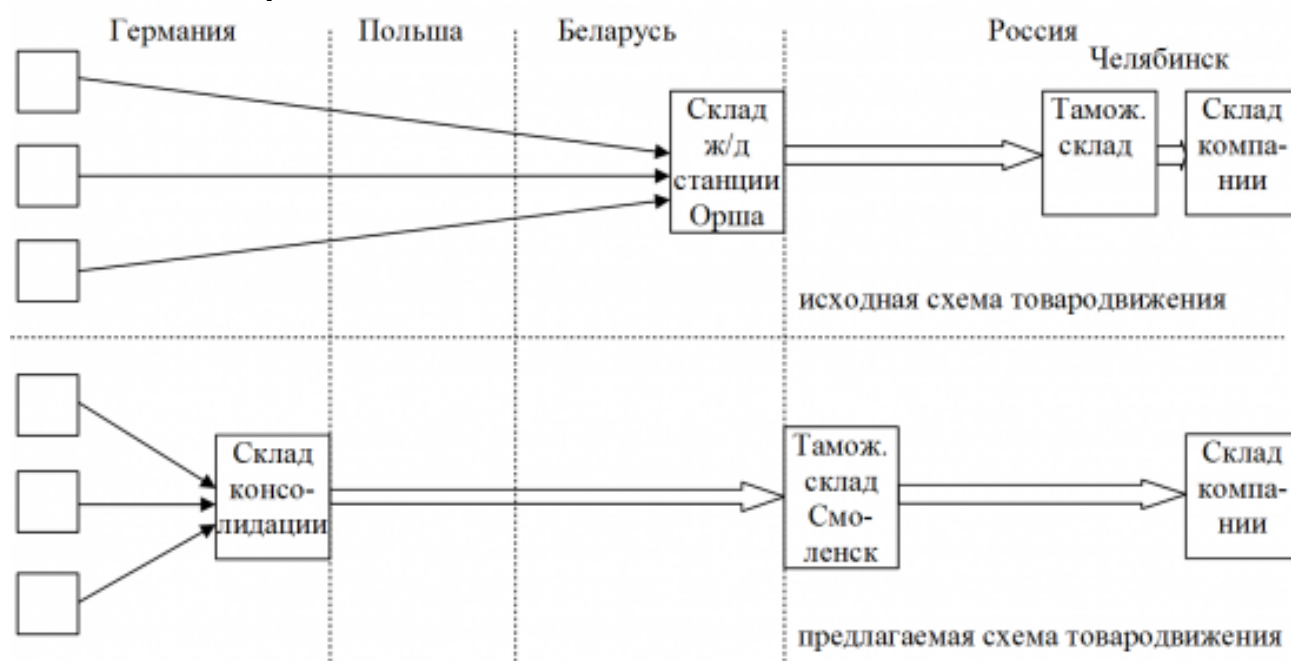 Германия Польша Беларусь Россия
Челябинск
Склад
ж/д
станции
Орша
Тамож.
склад
Склад
компа-
нии
исходная схема товародвижения
Склад
консо-
лидации
Тамож.
склад
Смо-
ленск
Склад
компа-
нии
предлагаемая схема товародвижения